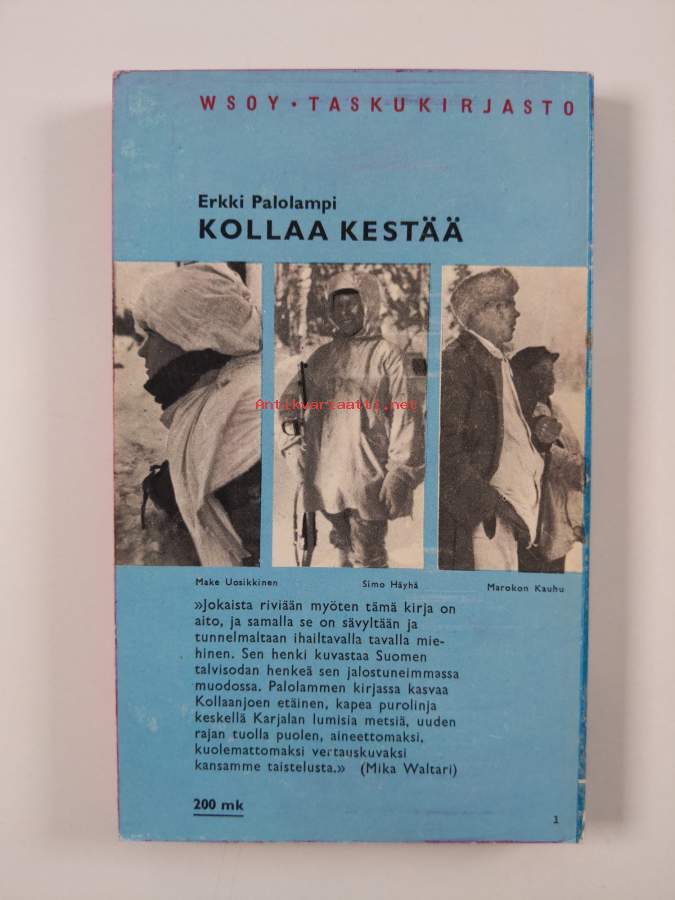 WSOY • TASKUKIRJASTO
Erkki Palolampi
KOLLAA KESTÄÄ
Antikvariaatti.net
Make Uosikkinen
Simo Häyhä
Marokon Kauhu
»Jokaista riviään myöten tämä kirja on
aito, ja samalla se on sävyltään ja
tunnelmaltaan ihailtavalla tavalla mie-
hinen. Sen henki kuvastaa Suomen
talvisodan henkeä sen jalostuneimmassa
muodossa. Palolammen kirjassa kasvaa
Kollaanjoen etäinen, kapea purolinja
keskellä Karjalan lumisia metsiä, uuden
rajan tuolla puolen, aineettomaksi,
kuolemattomaksi vertauskuvaksi
kansamme taistelusta.» (Mika Waltari)
200 mk
1